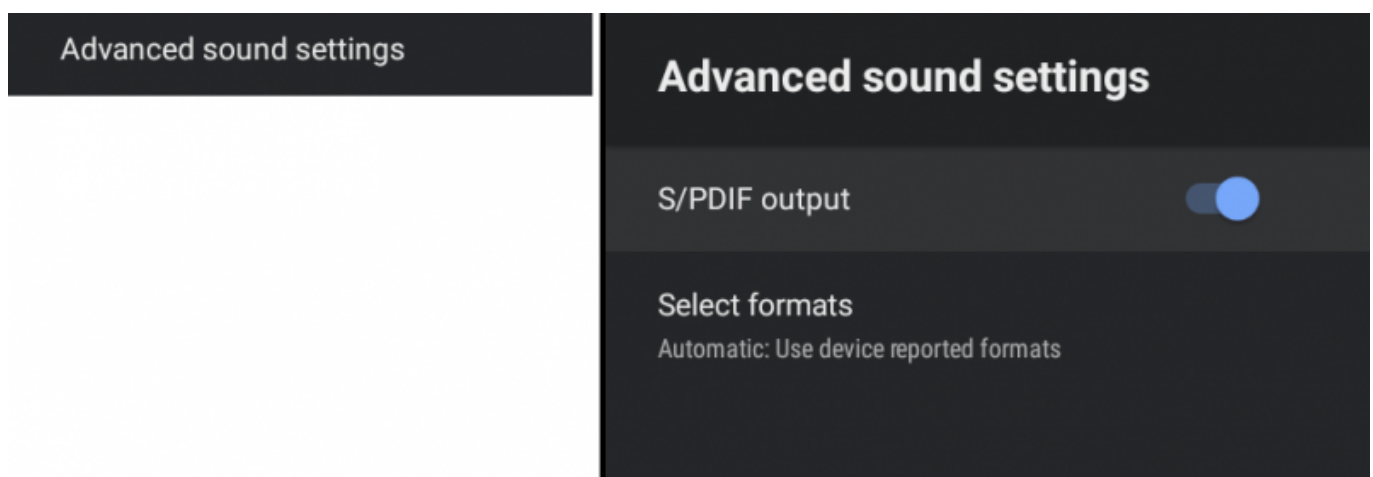 Advanced sound settings
Advanced sound settings
S/PDIF output
Select formats
Automatic: Use device reported formats